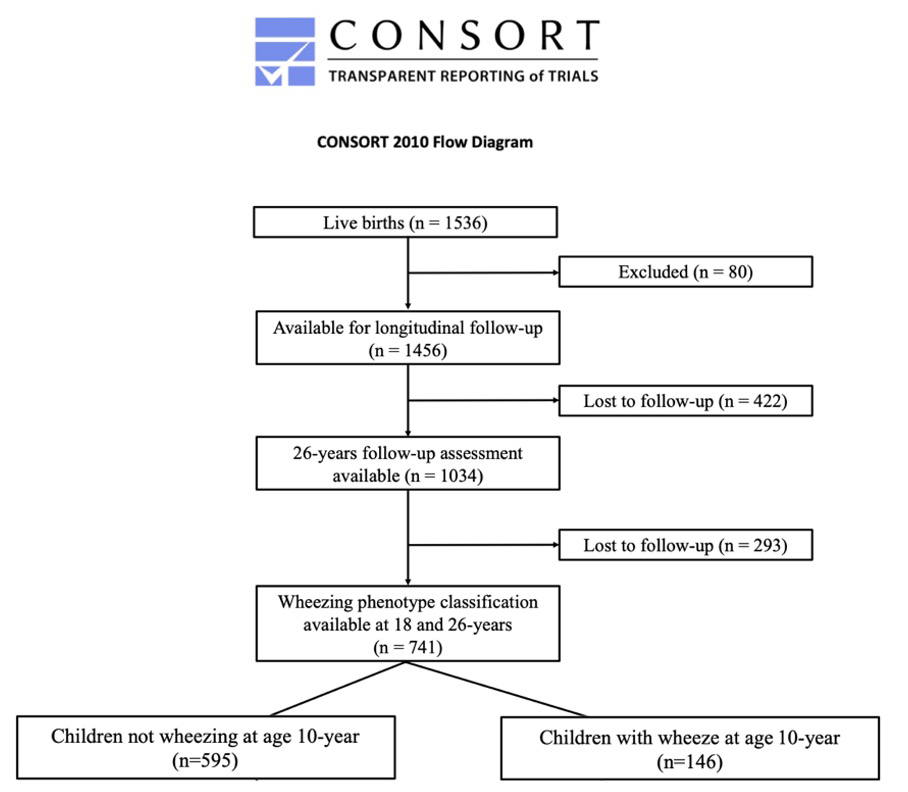 CONSORT
TRANSPARENT REPORTING of TRIALS
CONSORT 2010 Flow Diagram
Live births (n = 1536)
Excluded (n = 80)
Available for longitudinal follow-up
(n = 1456)
Lost to follow-up (n = 422)
26-years follow-up assessment
available (n = 1034)
Lost to follow-up (n = 293)
Wheezing phenotype classification
available at 18 and 26-years
(n = 741)
Children not wheezing at age 10-year
(n=595)
Children with wheeze at age 10-year
(n=146)